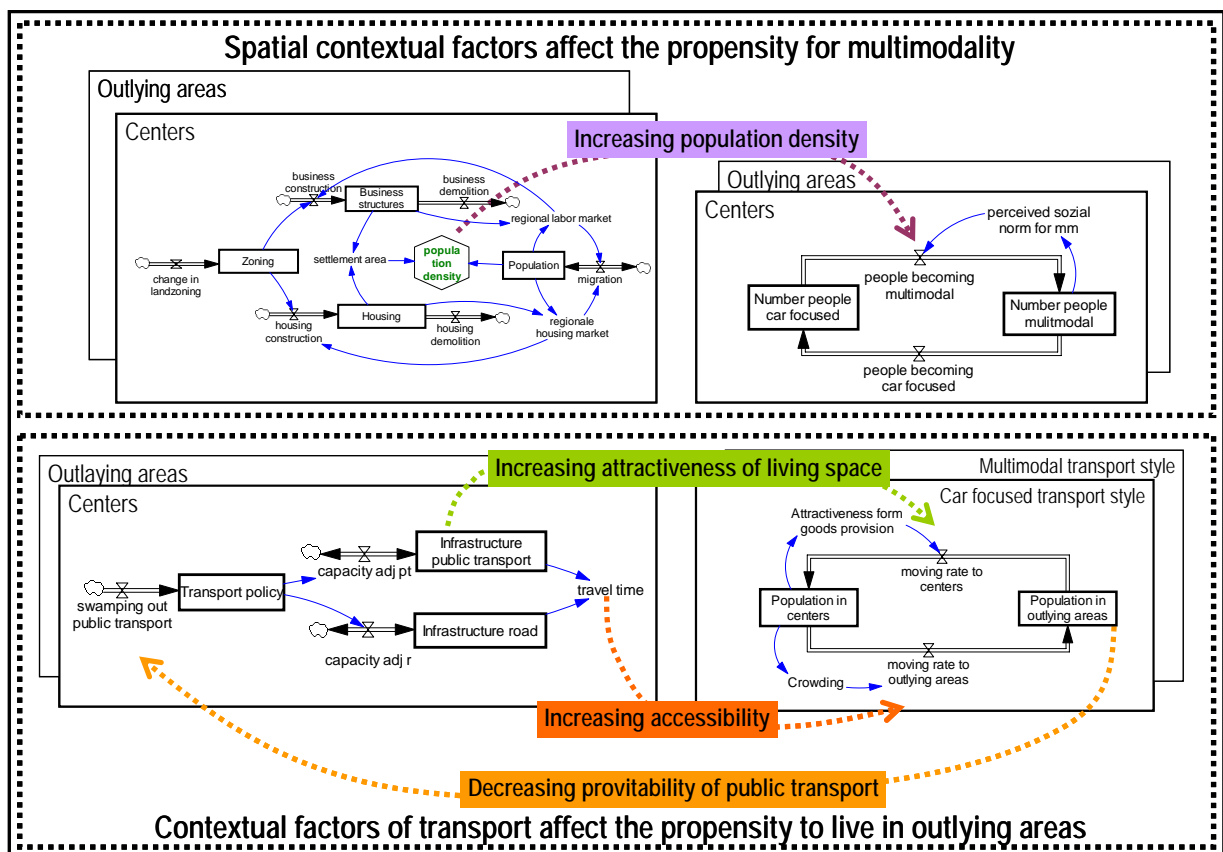 Spatial contextual factors affect the propensity for multimodality
Outlying areas
Centers
Increasing population density
business
construction
Business
structures
business
demolition
regional labor market
Zoning
change in
landzoning
settlement area
popula
tion
density
Population
migration
housing
construction
Housing
housing
demolition
regionale
housing market
Outlying areas
Centers
perceived sozial
norm for mm
people becoming
multimodal
Number people
car focused
Number people
mulitmodal
people becoming
car focused
Outlaying areas
Centers
Increasing attractiveness of living space
Infrastructure
public transport
capacity adj pt
Transport policy
swamping out
public transport
travel time
Infrastructure road
capacity adj r
Multimodal transport style
Car focused transport style
Attractiveness form
goods provision
moving rate to
centers
Population in
centers
Population in
outlying areas
moving rate to
outlying areas
Crowding
Increasing accessibility
Decreasing provitability of public transport
Contextual factors of transport affect the propensity to live in outlying areas